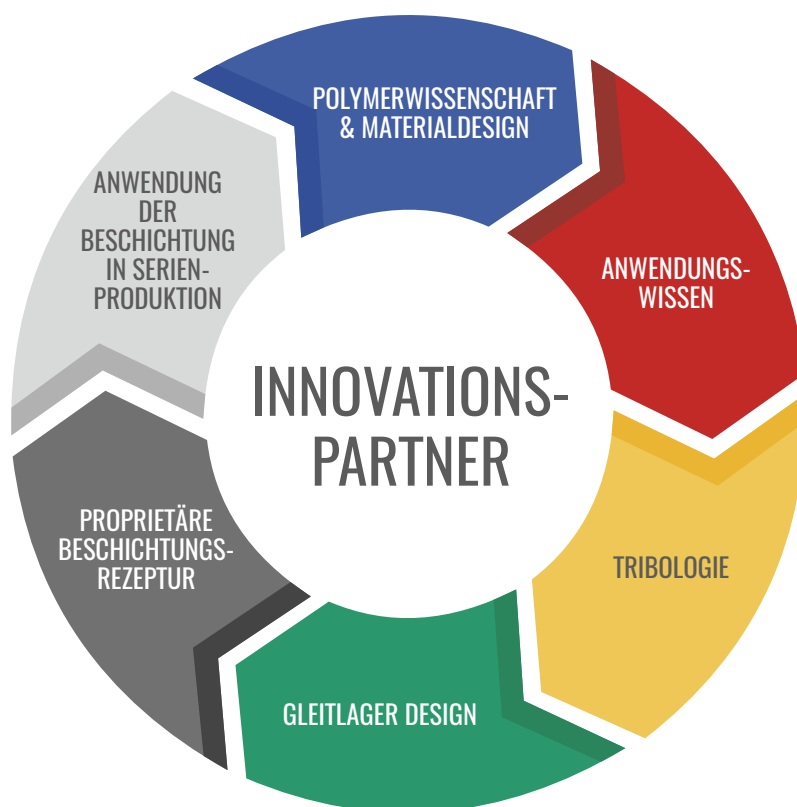 POLYMERWISSENSCHAFT
& MATERIALDESIGN
ANWENDUNGS-
WISSEN
TRIBOLOGIE
GLEITLAGER DESIGN
PROPRIETÄRE
BESCHICHTUNGS-
REZEPTUR
ANWENDUNG
DER
BESCHICHTUNG
IN SERIEN-
PRODUKTION
INNOVATIONS-
PARTNER